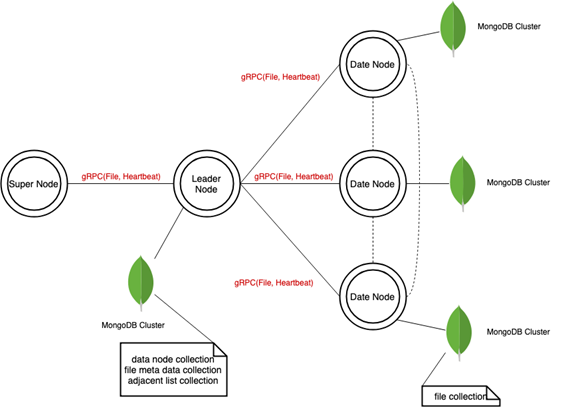 MongoDB Cluster
Date Node
gRPC(File, Heartbeat)
Super Node
gRPC(File, Heartbeat)
Leader
Node
gRPC(File, Heartbeat)
Date Node
MongoDB Cluster
gRPC(File, Heartbeat)
Date Node
MongoDB Cluster
MongoDB Cluster
data node collection
file meta data collection
adjacent list collection
file collection